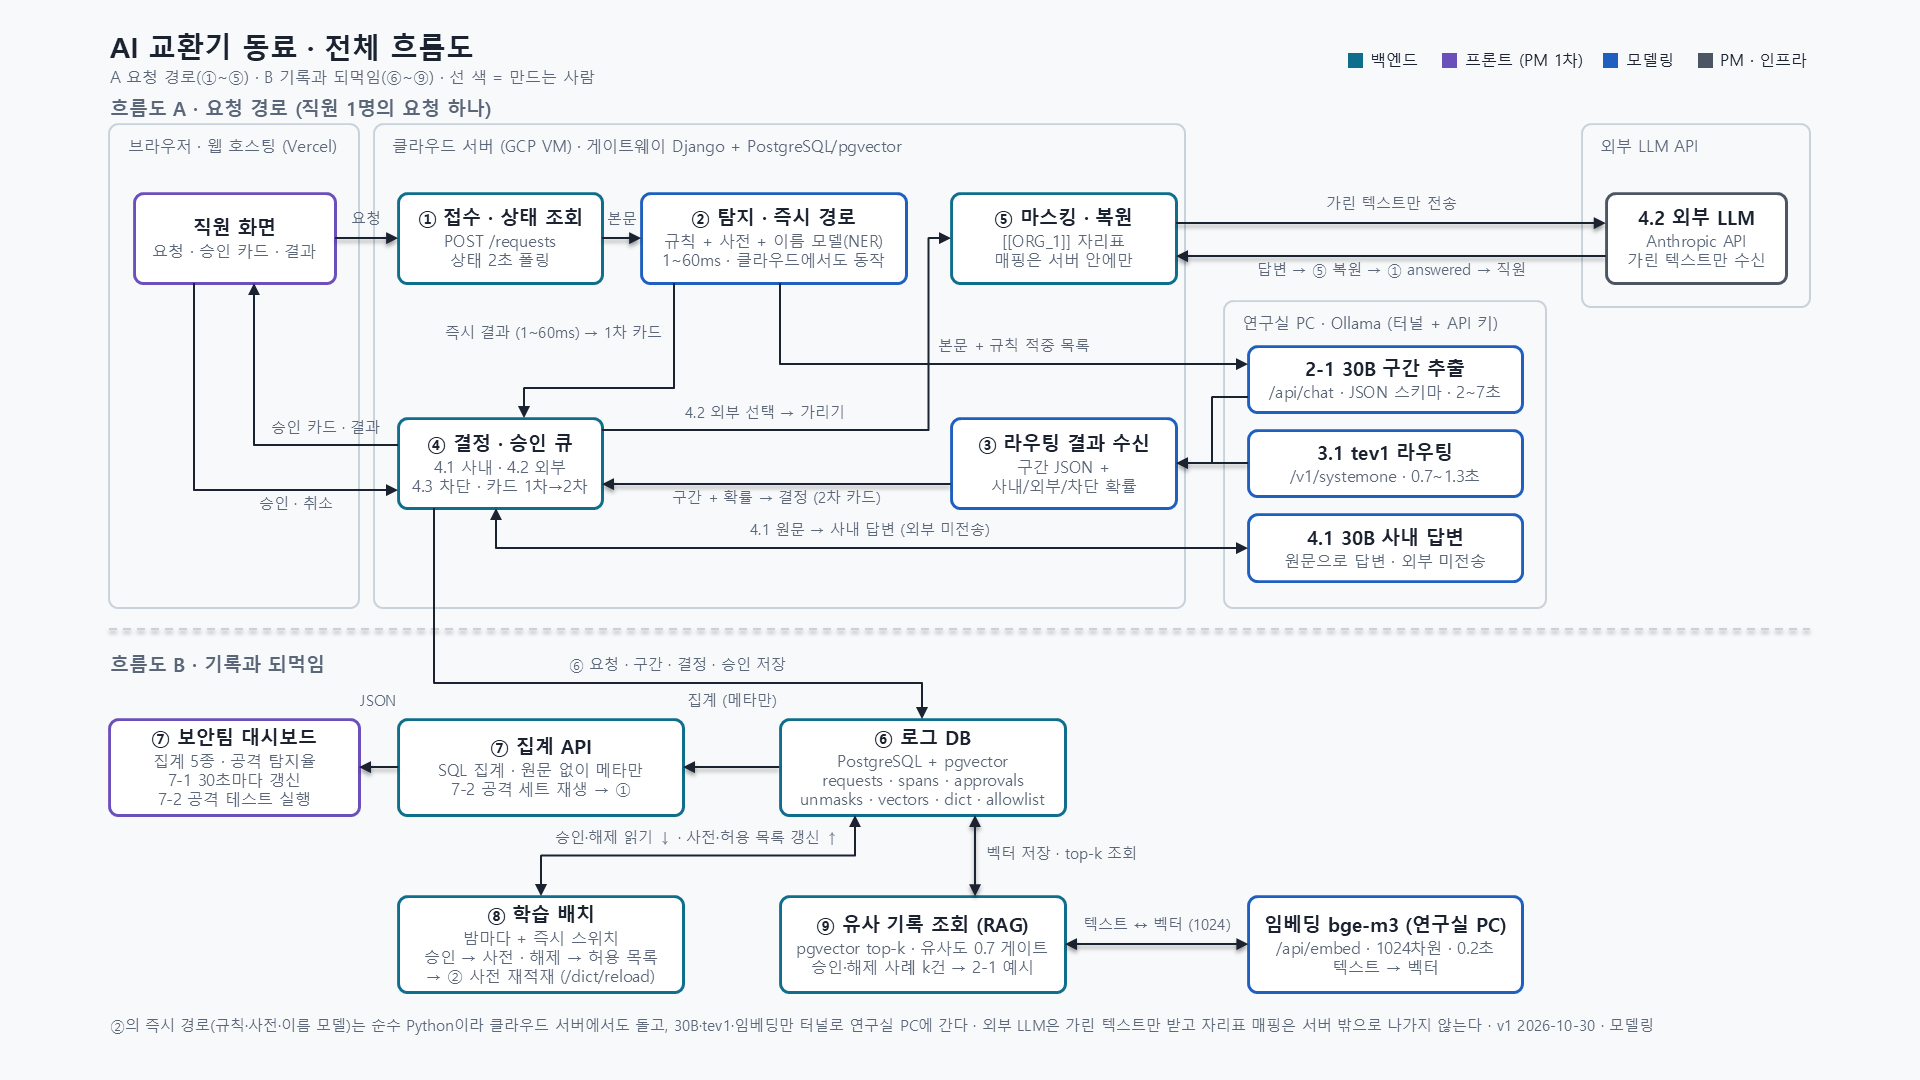 AI 교환기 동료 · 전체 흐름도
A 요청 경로(①~⑤) · B 기록과 되먹임(⑥~⑨) · 선 색 = 만드는 사람
백엔드
프론트 (PM 1차)
모델링
PM · 인프라
흐름도 A · 요청 경로 (직원 1명의 요청 하나)
브라우저 · 웹 호스팅 (Vercel)
클라우드 서버 (GCP VM) · 게이트웨이 Django + PostgreSQL/pgvector
외부 LLM API
직원 화면
요청 · 승인 카드 · 결과
요청
① 접수 · 상태 조회
POST /requests
상태 2초 폴링
본문
② 탐지 · 즉시 경로
규칙 + 사전 + 이름 모델(NER)
1~60ms · 클라우드에서도 동작
⑤ 마스킹 · 복원
[[ORG_1]] 자리표
매핑은 서버 안에만
가린 텍스트만 전송
답변 → ⑤ 복원 → ① answered → 직원
4.2 외부 LLM
Anthropic API
가린 텍스트만 수신
즉시 결과 (1~60ms) → 1차 카드
본문 + 규칙 적중 목록
연구실 PC · Ollama (터널 + API 키)
2-1 30B 구간 추출
/api/chat · JSON 스키마 · 2~7초
4.2 외부 선택 → 가리기
승인 카드 · 결과
④ 결정 · 승인 큐
4.1 사내 · 4.2 외부
4.3 차단 · 카드 1차→2차
③ 라우팅 결과 수신
구간 JSON +
사내/외부/차단 확률
3.1 tev1 라우팅
/v1/systemone · 0.7~1.3초
승인 · 취소
구간 + 확률 → 결정 (2차 카드)
4.1 원문 → 사내 답변 (외부 미전송)
4.1 30B 사내 답변
원문으로 답변 · 외부 미전송
흐름도 B · 기록과 되먹임
⑥ 요청 · 구간 · 결정 · 승인 저장
JSON
집계 (메타만)
⑦ 보안팀 대시보드
집계 5종 · 공격 탐지율
7-1 30초마다 갱신
7-2 공격 테스트 실행
⑦ 집계 API
SQL 집계 · 원문 없이 메타만
7-2 공격 세트 재생 → ①
⑥ 로그 DB
PostgreSQL + pgvector
requests · spans · approvals
unmasks · vectors · dict · allowlist
승인·해제 읽기 ↓ · 사전·허용 목록 갱신 ↑
벡터 저장 · top-k 조회
⑧ 학습 배치
밤마다 + 즉시 스위치
승인 → 사전 · 해제 → 허용 목록
→ ② 사전 재적재 (/dict/reload)
⑨ 유사 기록 조회 (RAG)
pgvector top-k · 유사도 0.7 게이트
승인·해제 사례 k건 → 2-1 예시
텍스트 ↔ 벡터 (1024)
임베딩 bge-m3 (연구실 PC)
/api/embed · 1024차원 · 0.2초
텍스트 → 벡터
②의 즉시 경로(규칙·사전·이름 모델)는 순수 Python이라 클라우드 서버에서도 돌고, 30B·tev1·임베딩만 터널로 연구실 PC에 간다 · 외부 LLM은 가린 텍스트만 받고 자리표 매핑은 서버 밖으로 나가지 않는다 · v1 2026-10-30 · 모델링